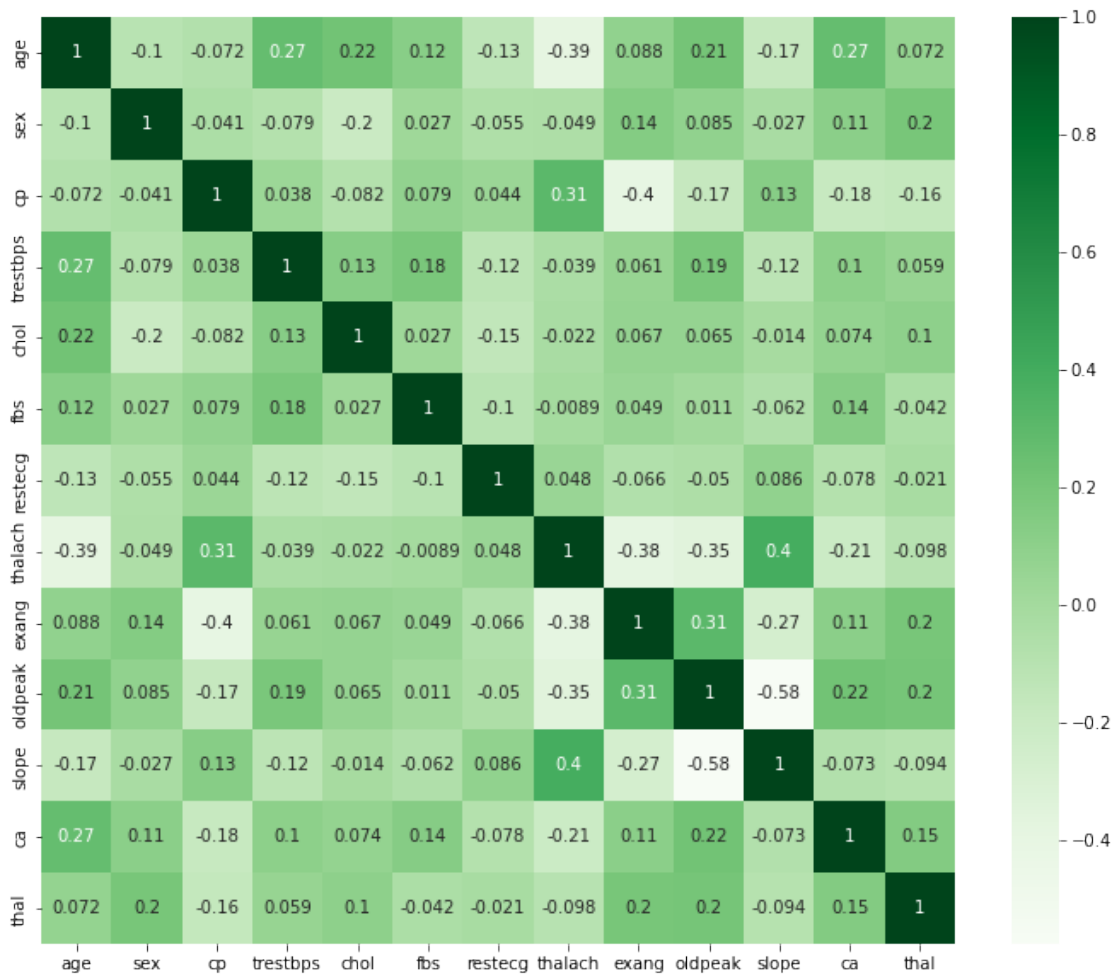 age 1 -0.1 -0.072 0.27 0.22 0.12 -0.13 -0.39 0.088 0.21 -0.17 0.27 0.072
sex -0.1 1 -0.041 -0.079 -0.2 0.027 -0.055 -0.049 0.14 0.085 -0.027 0.11 0.2
cp -0.072 -0.041 1 0.038 -0.082 0.079 0.044 0.31 -0.4 -0.17 0.13 -0.18 -0.16
trestbps 0.27 -0.079 0.038 1 0.13 0.18 -0.12 -0.039 0.061 0.19 -0.12 0.1 0.059
chol 0.22 -0.2 -0.082 0.13 1 0.027 -0.15 -0.022 0.067 0.065 -0.014 0.074 0.1
fbs 0.12 0.027 0.079 0.18 0.027 1 -0.1 -0.0089 0.049 0.011 -0.062 0.14 -0.042
restecg -0.13 -0.055 0.044 -0.12 -0.15 -0.1 1 0.048 -0.066 -0.05 0.086 -0.078 -0.021
thalach -0.39 -0.049 0.31 -0.039 -0.022 -0.0089 0.048 1 -0.38 -0.35 0.4 -0.21 -0.098
exang 0.088 0.14 -0.4 0.061 0.067 0.049 -0.066 -0.38 1 0.31 -0.27 0.11 0.2
oldpeak 0.21 0.085 -0.17 0.19 0.065 0.011 -0.05 -0.35 0.31 1 -0.58 0.22 0.2
slope -0.17 -0.027 0.13 -0.12 -0.014 -0.062 0.086 0.4 -0.27 -0.58 1 -0.073 -0.094
ca 0.27 0.11 -0.18 0.1 0.074 0.14 -0.078 -0.21 0.11 0.22 -0.073 1 0.15
thal 0.072 0.2 -0.16 0.059 0.1 -0.042 -0.021 -0.098 0.2 0.2 -0.094 0.15 1
age sex cp trestbps chol fbs restecg thalach exang oldpeak slope ca thal
1.0
0.8
0.6
0.4
0.2
0.0
−0.2
−0.4